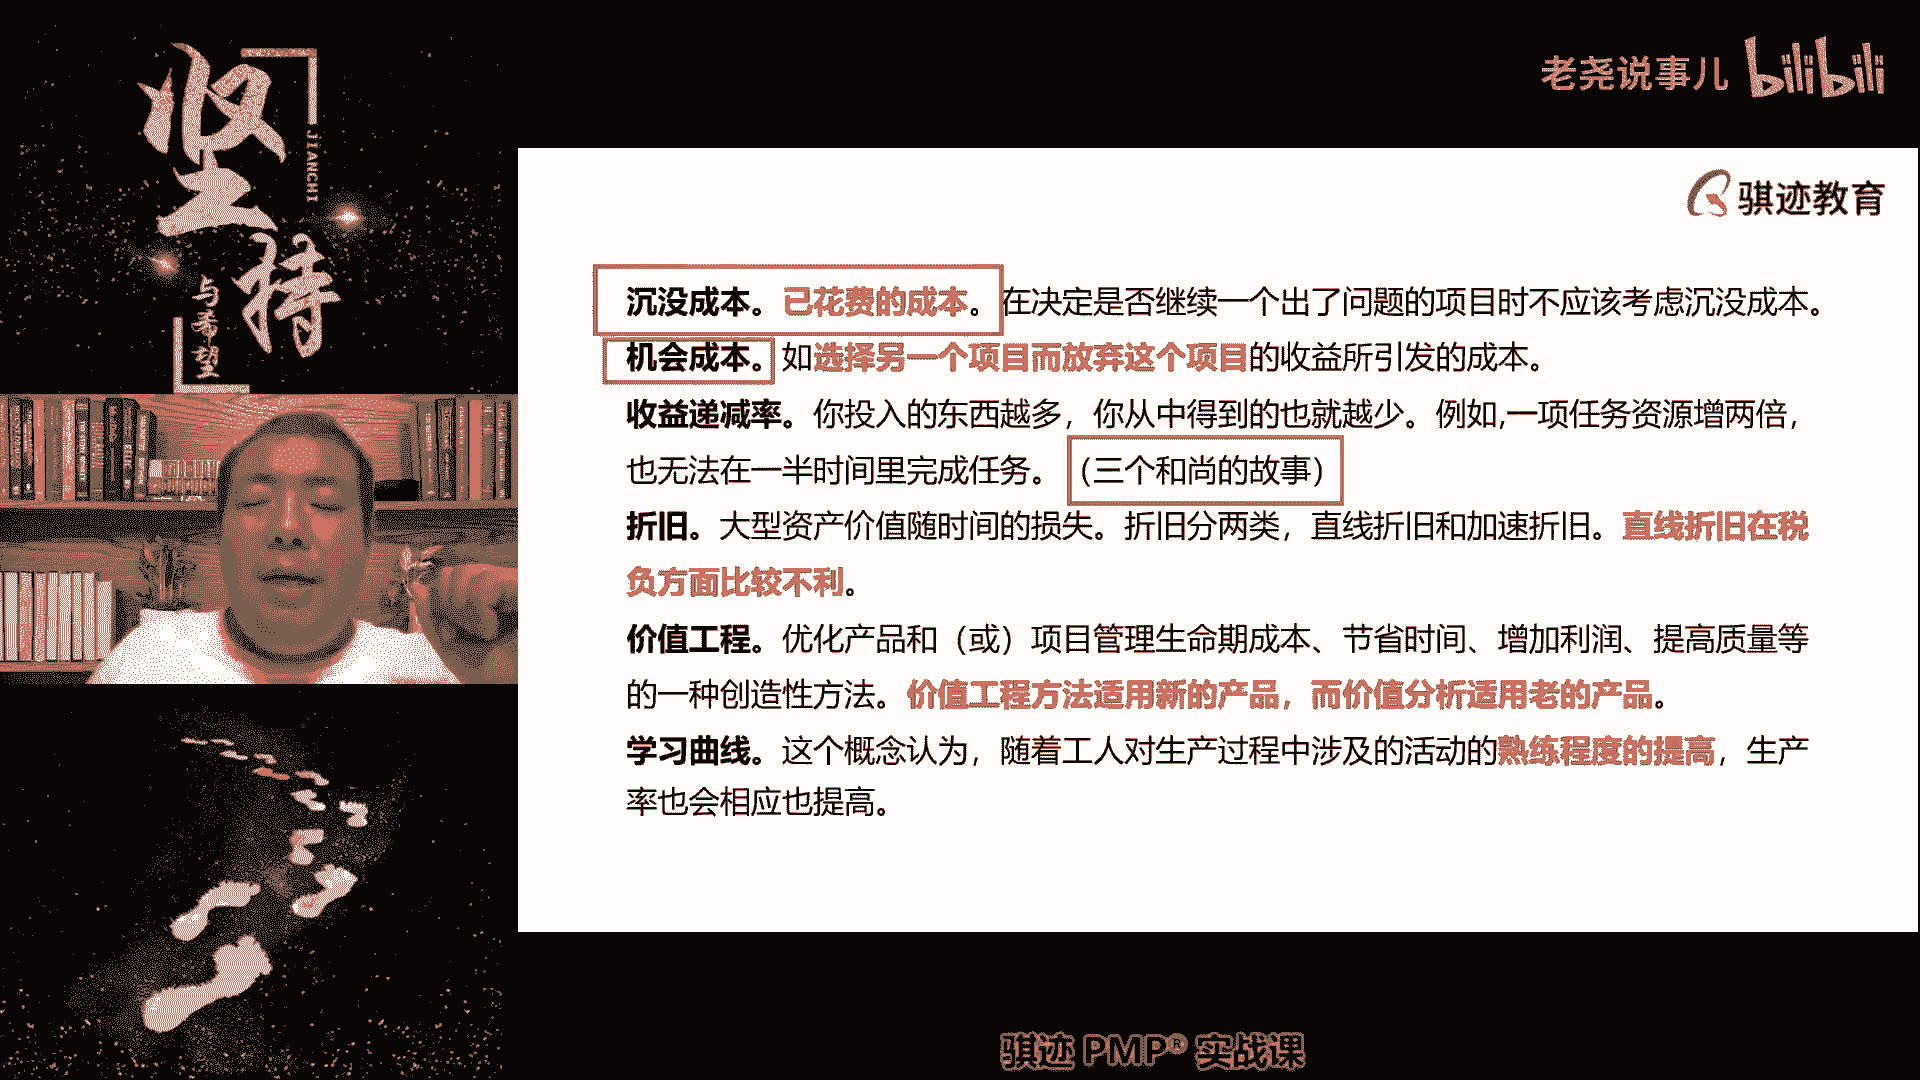 坚持
JIANCHI
与希望
老尧说事儿 bilibili
骐迹教育
沉没成本。已花费的成本。在决定是否继续一个出了问题的项目时不应该考虑沉没成本。
机会成本。如选择另一个项目而放弃这个项目的收益所引发的成本。
收益递减率。你投入的东西越多，你从中得到的也就越少。例如,一项任务资源增两倍，
也无法在一半时间里完成任务。（三个和尚的故事）
折旧。大型资产价值随时间的损失。折旧分两类，直线折旧和加速折旧。直线折旧在税
负方面比较不利。
价值工程。优化产品和（或）项目管理生命期成本、节省时间、增加利润、提高质量等
的一种创造性方法。价值工程方法适用新的产品，而价值分析适用老的产品。
学习曲线。这个概念认为，随着工人对生产过程中涉及的活动的熟练程度的提高，生产
率也会相应也提高。
骐迹 PMP® 实战课